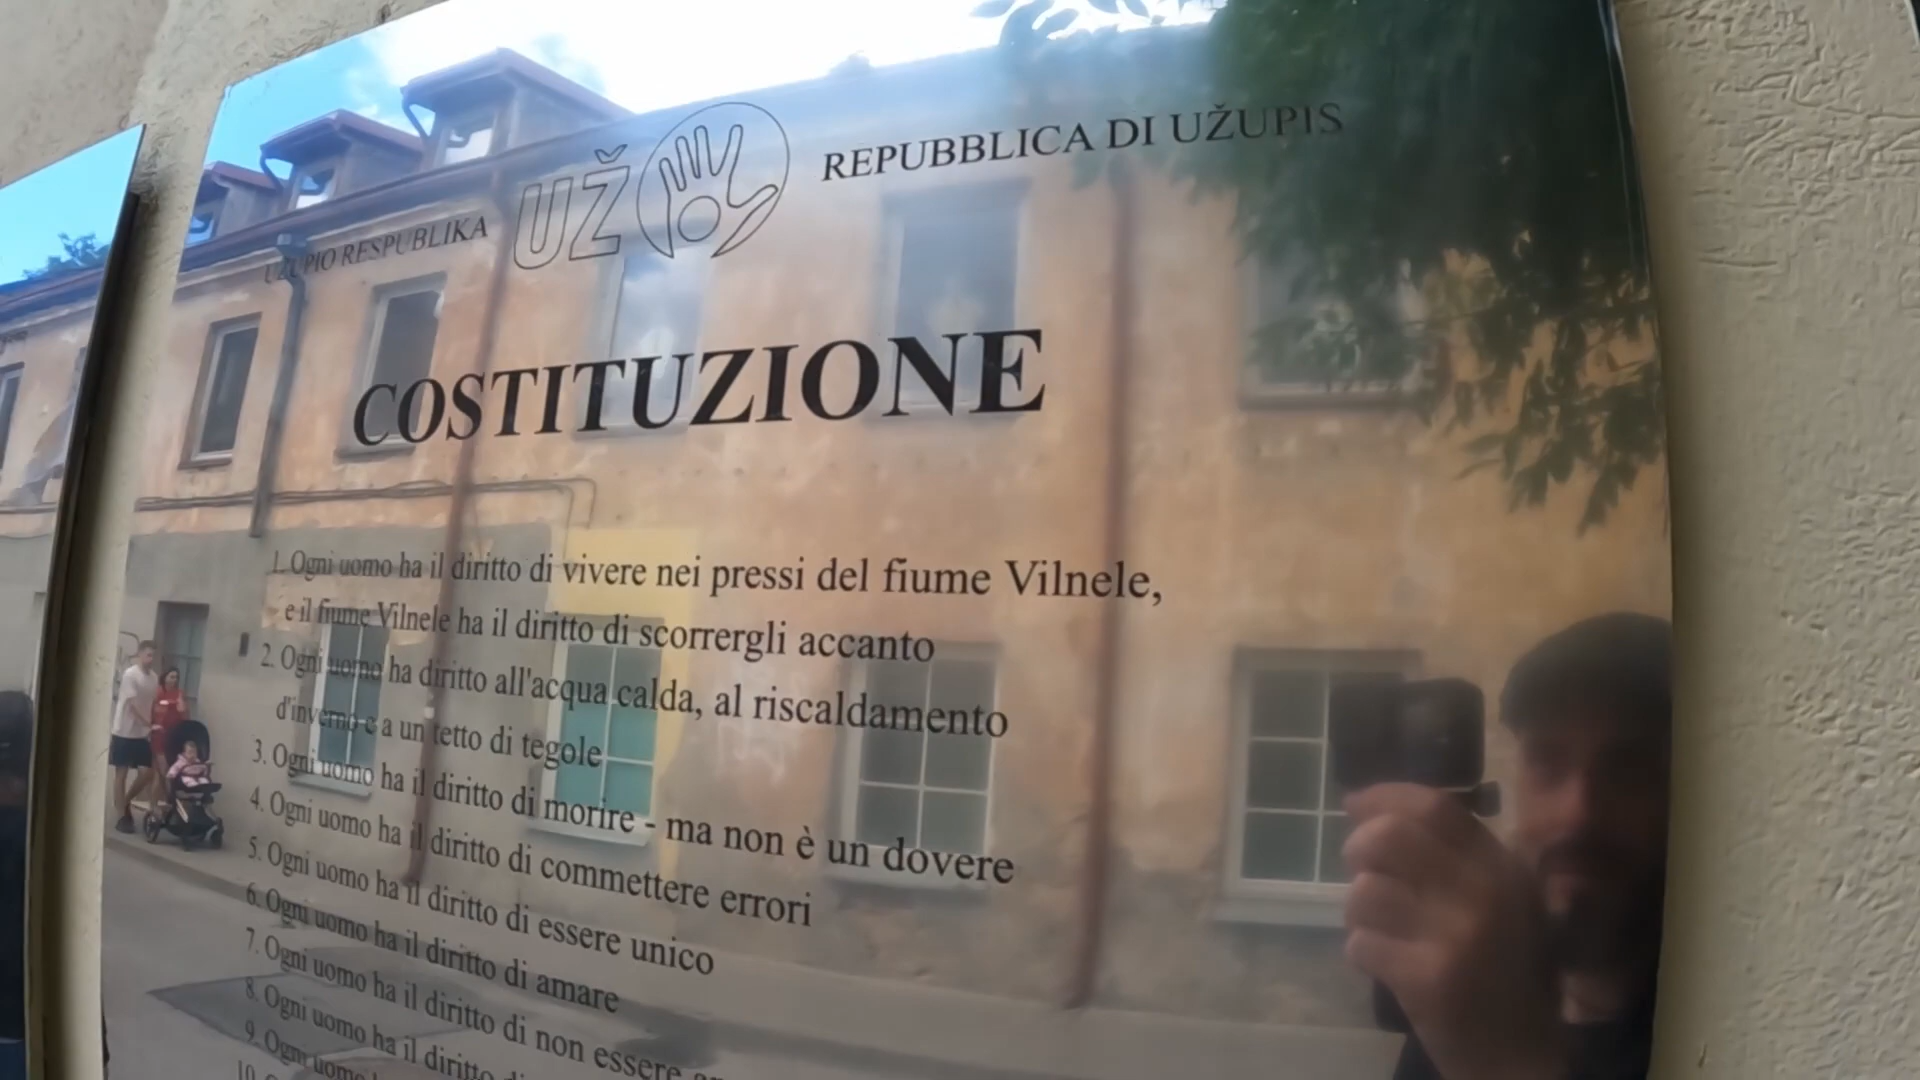 UŽUPIO RESPUBLIKA UŽ REPUBBLICA DI UŽUPIS
COSTITUZIONE
1. Ogni uomo ha il diritto di vivere nei pressi del fiume Vilnele,
e il fiume Vilnele ha il diritto di scorrergli accanto
2. Ogni uomo ha diritto all'acqua calda, al riscaldamento
d'inverno e a un tetto di tegole
3. Ogni uomo ha il diritto di morire - ma non è un dovere
4. Ogni uomo ha il diritto di commettere errori
5. Ogni uomo ha il diritto di essere unico
6. Ogni uomo ha il diritto di amare
7. Ogni uomo ha il diritto di non essere
8. Ogni uomo ha il diritto
9. Ogni uomo
10.